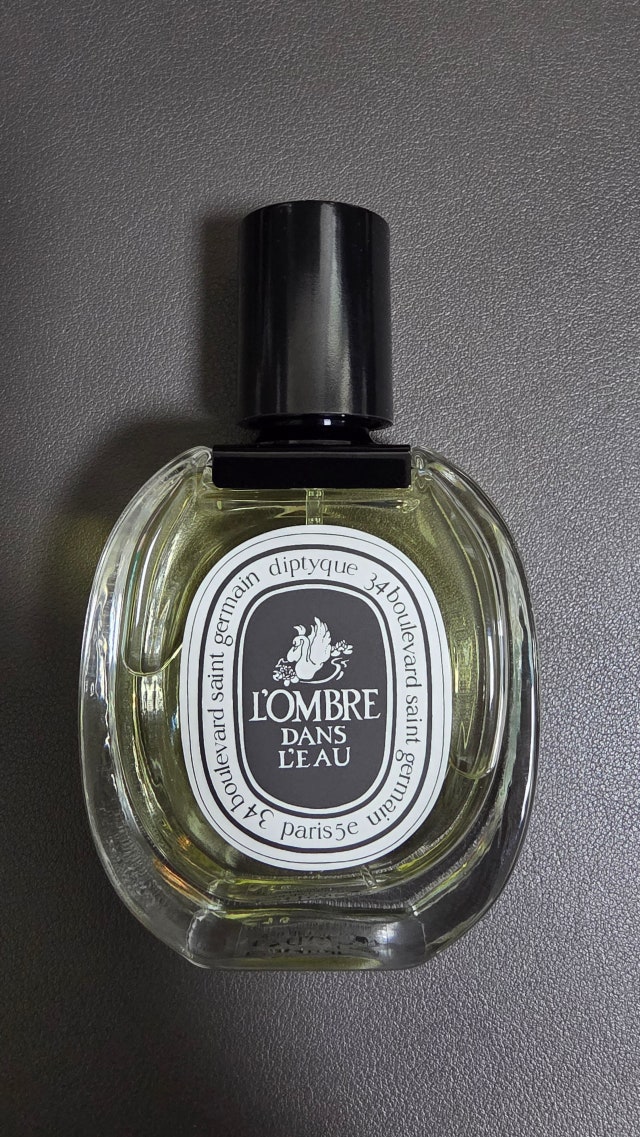 diptyque 34 boulevard saint germain paris 5e 34 boulevard saint germain
L'OMBRE
DANS
L'EAU